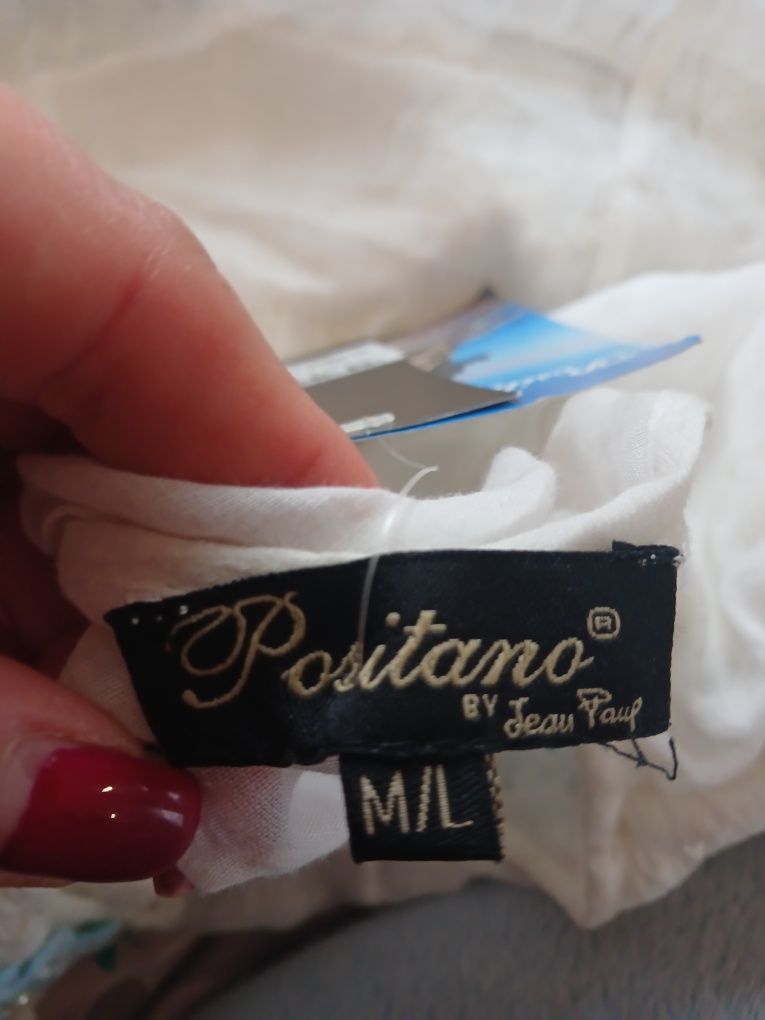 Positano ®
BY Jean Paul
M/L